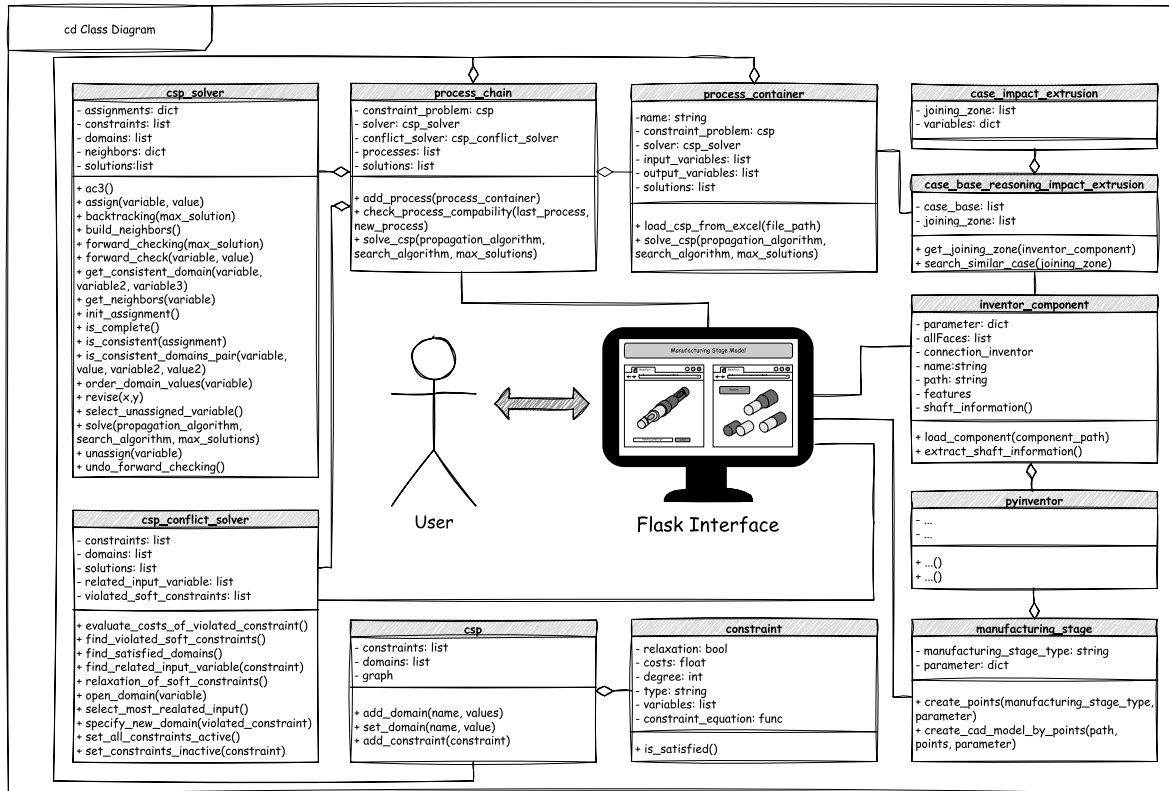 cd Class Diagram
csp_solver
- assignments: dict
- constraints: list
- domains: list
- neighbors: dict
- solutions:list
+ ac3()
+ assign(variable, value)
+ backtracking(max_solution)
+ build_neighbors()
+ forward_checking(max_solution)
+ forward_check(variable, value)
+ get_consistent_domain(variable,
variable2, variable3)
+ get_neighbors(variable)
+ init_assignment()
+ is_complete()
+ is_consistent(assignment)
+ is_consistent_domains_pair(variable,
value, variable2, value2)
+ order_domain_values(variable)
+ revise(x,y)
+ select_unassigned_variable()
+ solve(propagation_algorithm,
search_algorithm, max_solutions)
+ unassign(variable)
+ undo_forward_checking()
process_chain
- constraint_problem: csp
- solver: csp_solver
- conflict_solver: csp_conflict_solver
- processes: list
- solutions: list
+ add_process(process_container)
+ check_process_compability(last_process,
new_process)
+ solve_csp(propagation_algorithm,
search_algorithm, max_solutions)
process_container
-name: string
- constraint_problem: csp
- solver: csp_solver
- input_variables: list
- output_variables: list
- solutions: list
+ load_csp_from_excel(file_path)
+ solve_csp(propagation_algorithm,
search_algorithm, max_solutions)
case_impact_extrusion
- joining_zone: list
- variables: dict
case_base_reasoning_impact_extrusion
- case_base: list
- joining_zone: list
+ get_joining_zone(inventor_component)
+ search_similar_case(joining_zone)
inventor_component
- parameter: dict
- allFaces: list
- connection_inventor
- name:string
- path: string
- features
- shaft_information()
+ load_component(component_path)
+ extract_shaft_information()
Manufacturing Stage Model
User
Flask Interface
pyinventor
- ...
- ...
+ ...()
+ ...()
csp_conflict_solver
- constraints: list
- domains: list
- solutions: list
- related_input_variable: list
- violated_soft_constraints: list
+ evaluate_costs_of_violated_constraint()
+ find_violated_soft_constraints()
+ find_satisfied_domains()
+ find_related_input_variable(constraint)
+ relaxation_of_soft_constraints()
+ open_domain(variable)
+ select_most_realated_input()
+ specify_new_domain(violated_constraint)
+ set_all_constraints_active()
+ set_constraints_inactive(constraint)
csp
- constraints: list
- domains: list
- graph
+ add_domain(name, values)
+ set_domain(name, value)
+ add_constraint(constraint)
constraint
- relaxation: bool
- costs: float
- degree: int
- type: string
- variables: list
- constraint_equation: func
+ is_satisfied()
manufacturing_stage
- manufacturing_stage_type: string
- parameter: dict
+ create_points(manufacturing_stage_type,
parameter)
+ create_cad_model_by_points(path,
points, parameter)